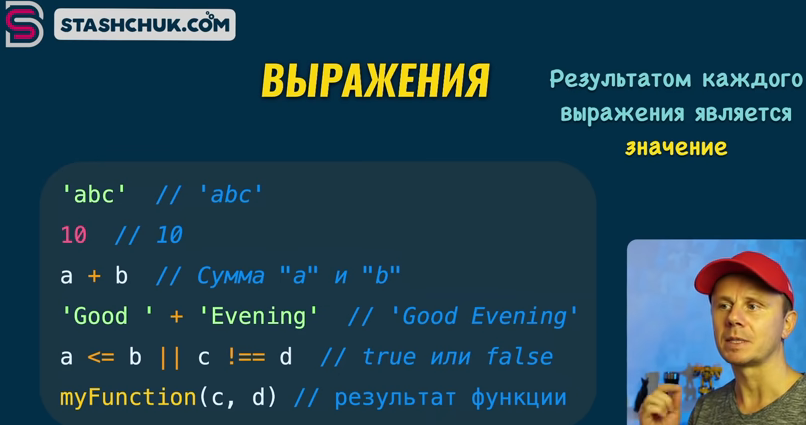 STASHCHUK.COM
ВЫРАЖЕНИЯ
Результатом каждого
выражения является
значение
'abc' // 'abc'
10 // 10
a + b // Сумма "a" и "b"
'Good ' + 'Evening' // 'Good Evening'
a <= b || c !== d // true или false
myFunction(c, d) // результат функции